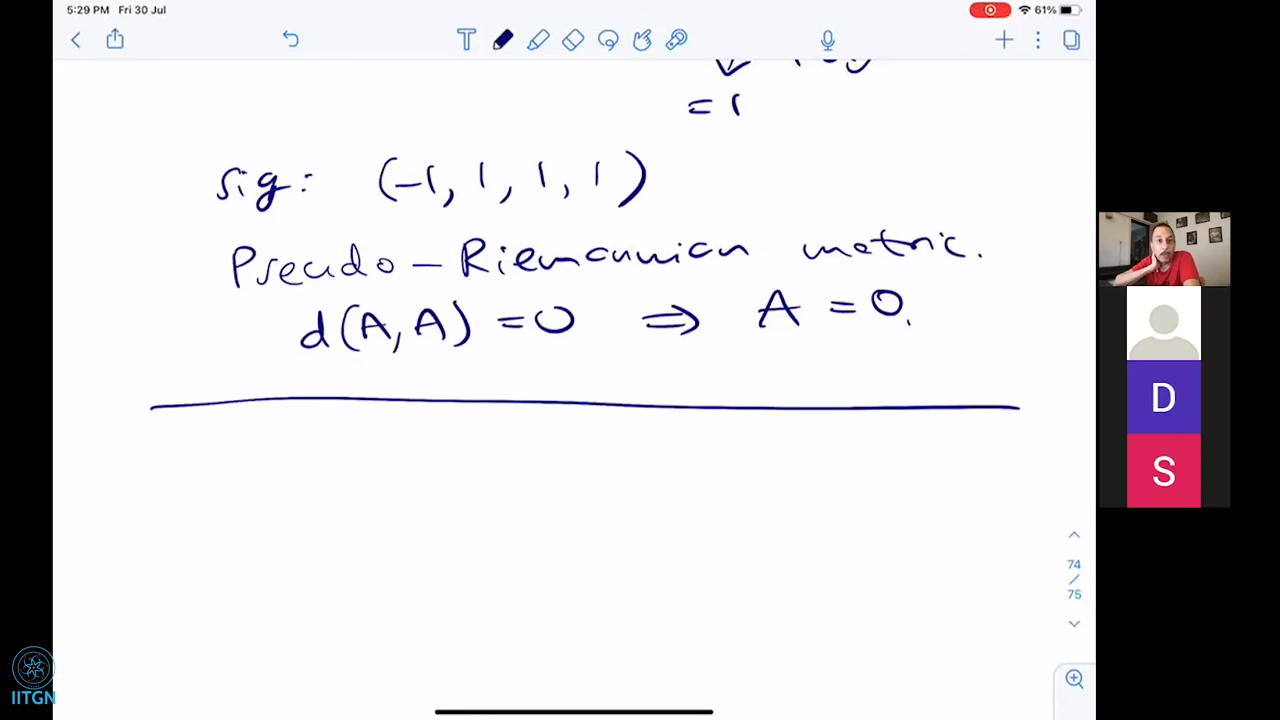 5:29 PM Fri 30 Jul
61%
T
= 1
sig: (-1, 1, 1, 1)
Pseudo - Riemannian metric.
d(A, A) = 0 ⇒ A = 0.
D
S
74
/
75
IITGN